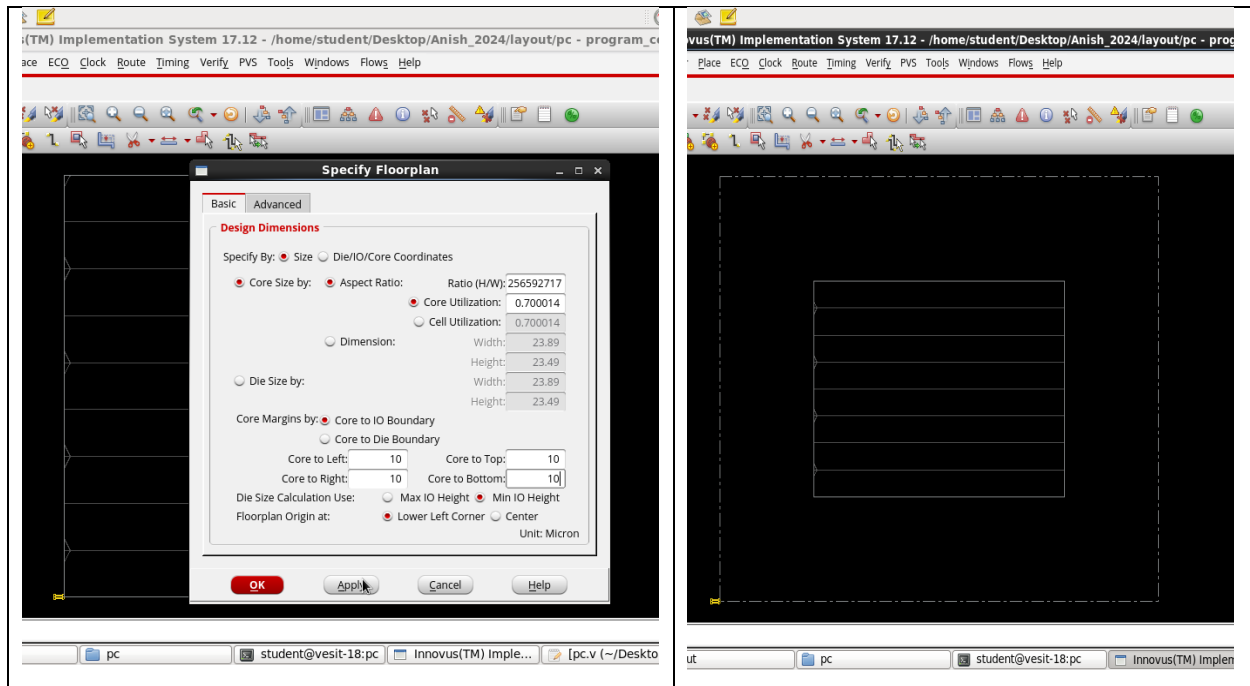 s(TM) Implementation System 17.12 - /home/student/Desktop/Anish_2024/layout/pc - program_c
ace ECO Clock Route Timing Verify PVS Tools Windows Flows Help
Specify Floorplan
Basic Advanced
Design Dimensions
Specify By: Size Die/IO/Core Coordinates
Core Size by: Aspect Ratio: Ratio (H/W): 256592717
Core Utilization: 0.700014
Cell Utilization: 0.700014
Dimension: Width: 23.89
Height: 23.49
Die Size by: Width: 23.89
Height: 23.49
Core Margins by: Core to IO Boundary
Core to Die Boundary
Core to Left: 10 Core to Top: 10
Core to Right: 10 Core to Bottom: 10
Die Size Calculation Use: Max IO Height Min IO Height
Floorplan Origin at: Lower Left Corner Center
Unit: Micron
OK Apply Cancel Help
pc student@vesit-18:pc Innovus(TM) Imple... [pc.v (~/Deskto
ovus(TM) Implementation System 17.12 - /home/student/Desktop/Anish_2024/layout/pc - prog
Place ECO Clock Route Timing Verify PVS Tools Windows Flows Help
ut pc student@vesit-18:pc Innovus(TM) Implem